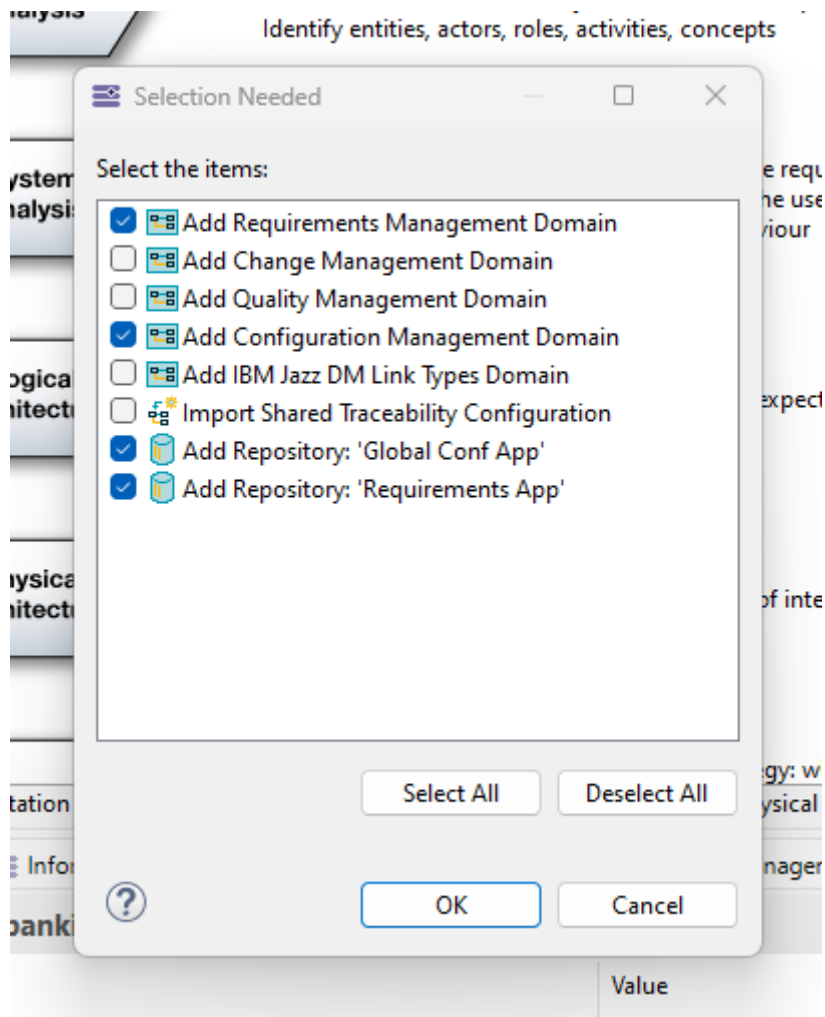 Identify entities, actors, roles, activities, concepts
Selection Needed
Select the items:
Add Requirements Management Domain
Add Change Management Domain
Add Quality Management Domain
Add Configuration Management Domain
Add IBM Jazz DM Link Types Domain
Import Shared Traceability Configuration
Add Repository: 'Global Conf App'
Add Repository: 'Requirements App'
Select All
Deselect All
?
OK
Cancel
Value